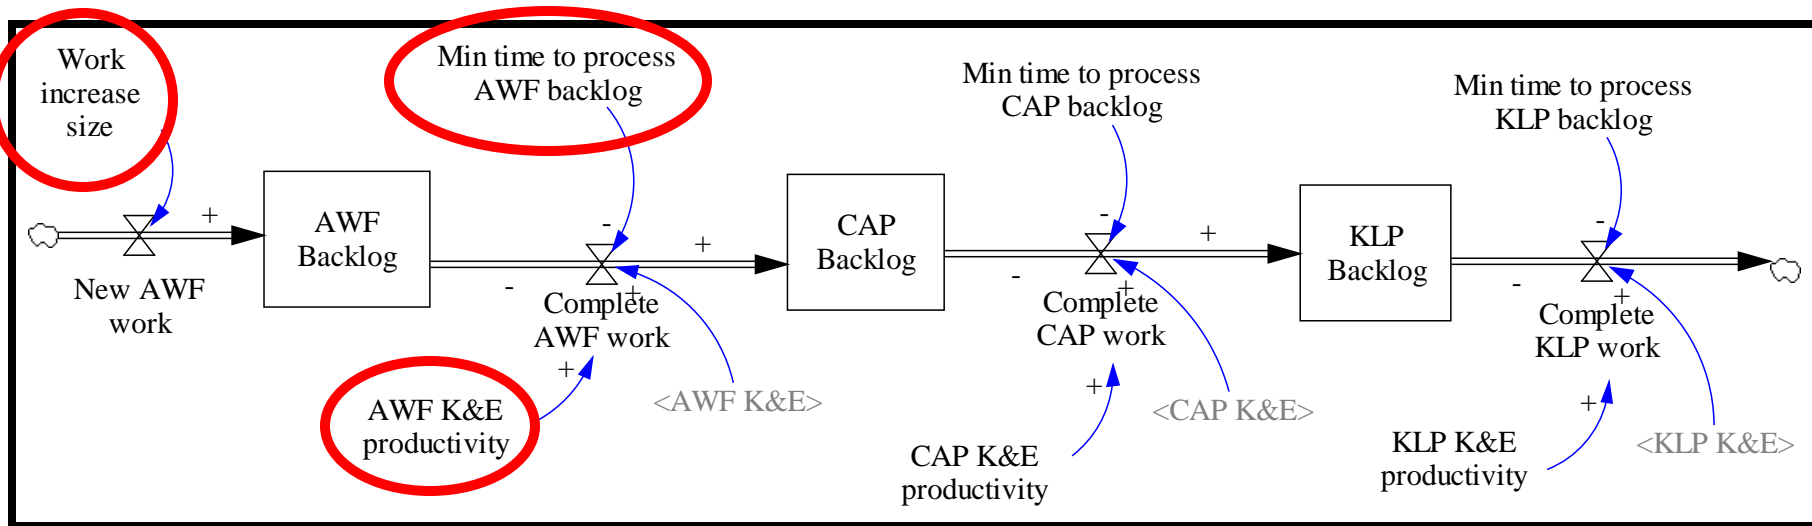 Work
increase
size
Min time to process
AWF backlog
Min time to process
CAP backlog
Min time to process
KLP backlog
+
AWF
Backlog
-
+
CAP
Backlog
-
+
KLP
Backlog
-
New AWF
work
-
+
Complete
AWF work
-
+
Complete
CAP work
-
+
Complete
KLP work
+
AWF K&E
productivity
<AWF K&E>
+
CAP K&E
productivity
<CAP K&E>
+
KLP K&E
productivity
<KLP K&E>